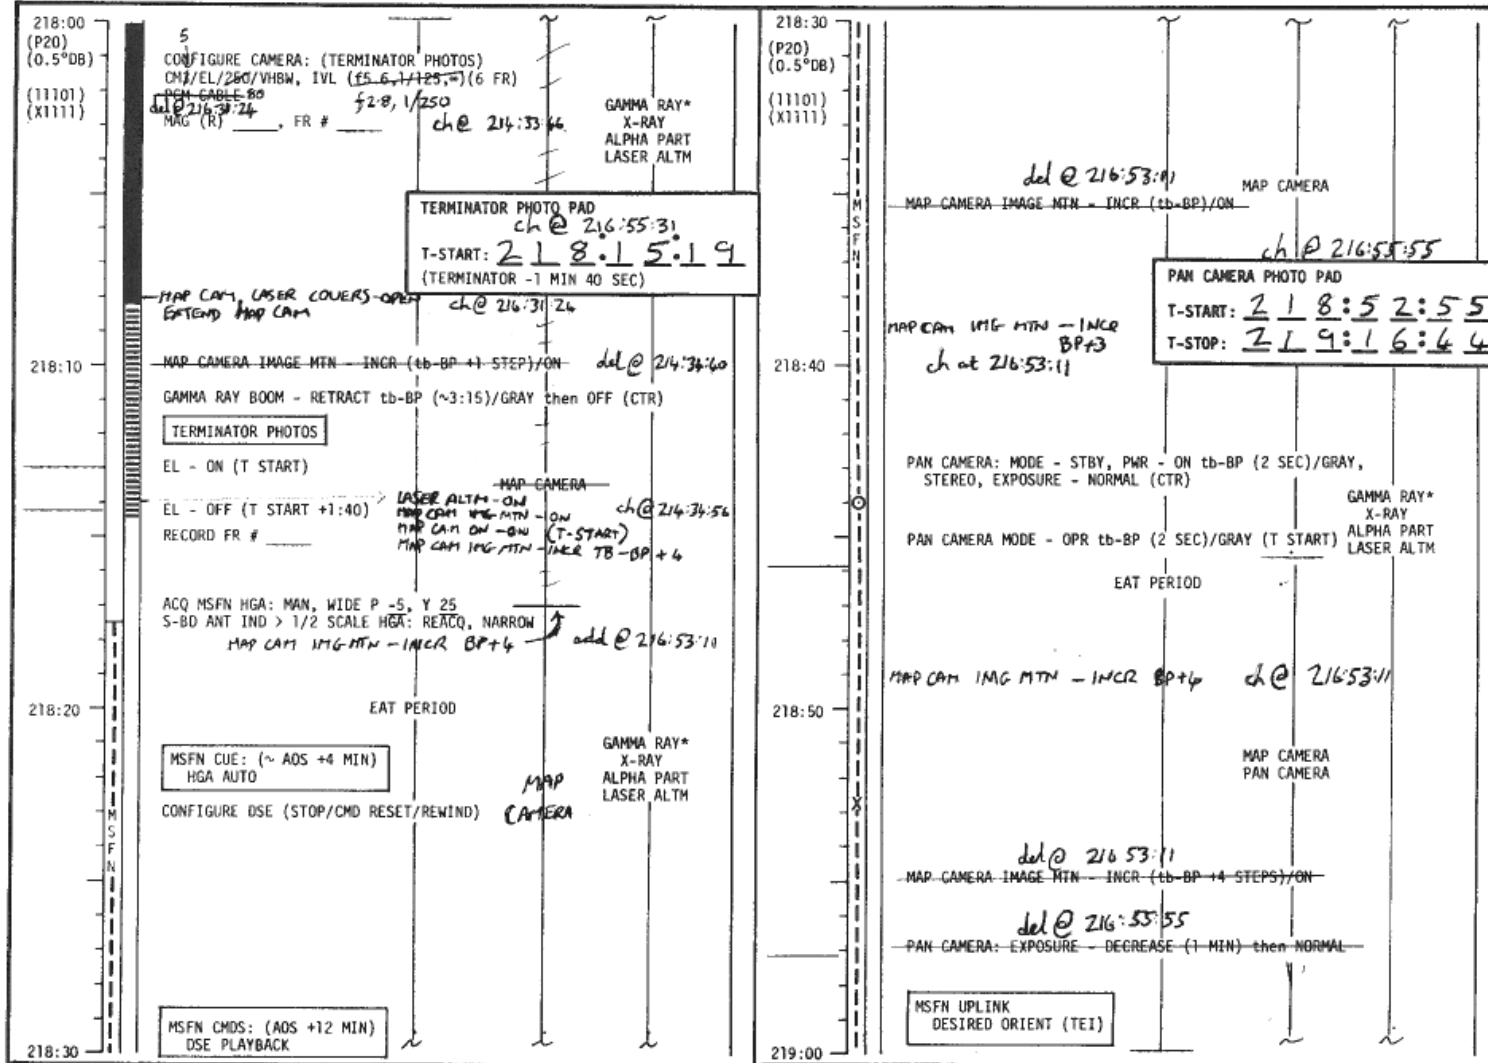 218:00
(P20)
(0.5°DB)
(11101)
(X1111)
5
CONFIGURE CAMERA: (TERMINATOR PHOTOS)
CM1/EL/250/VHBW, IVL (f5.6,1/125,∞)(6 FR)
PCM CABLE 80
f2.8, 1/250
del @ 216:31:24
MAG (R) ____, FR # ____
ch @ 214:33:46
GAMMA RAY*
X-RAY
ALPHA PART
LASER ALTM
TERMINATOR PHOTO PAD
ch @ 216:55:31
T-START: 218:15:19
(TERMINATOR -1 MIN 40 SEC)
MAP CAM, LASER COVERS-OPEN
EXTEND MAP CAM
ch @ 216:31:24
218:10
MAP CAMERA IMAGE MTN - INCR (tb-BP +1 STEP)/ON
del @ 214:34:40
GAMMA RAY BOOM - RETRACT tb-BP (~3:15)/GRAY then OFF (CTR)
TERMINATOR PHOTOS
EL - ON (T START)
MAP CAMERA
LASER ALTM-ON
EL - OFF (T START +1:40)
MAP CAM IMG-MTN-ON
ch @ 214:34:56
RECORD FR # ____
MAP CAM ON-ON (T-START)
MAP CAM IMG MTN-INCR TB-BP+4
ACQ MSFN HGA: MAN, WIDE P -5, Y 25
S-BD ANT IND > 1/2 SCALE HGA: REACQ, NARROW
MAP CAM IMG MTN-INCR BP+4
add @ 216:53:11
218:20
EAT PERIOD
MSFN CUE: (~ AOS +4 MIN)
HGA AUTO
GAMMA RAY*
X-RAY
ALPHA PART
LASER ALTM
MAP
CAMERA
CONFIGURE DSE (STOP/CMD RESET/REWIND)
MSFN
MSFN CMDS: (AOS +12 MIN)
DSE PLAYBACK
218:30
218:30
(P20)
(0.5°DB)
(11101)
(X1111)
del @ 216:53:11
MAP CAMERA
MSFN
MAP CAMERA IMAGE MTN - INCR (tb-BP)/ON
ch @ 216:55:55
PAN CAMERA PHOTO PAD
T-START: 218:52:55
T-STOP: 219:16:44
MAP CAM IMG MTN - INCR
BP+3
218:40
ch at 216:53:11
PAN CAMERA: MODE - STBY, PWR - ON tb-BP (2 SEC)/GRAY,
STEREO, EXPOSURE - NORMAL (CTR)
GAMMA RAY*
X-RAY
ALPHA PART
LASER ALTM
PAN CAMERA MODE - OPR tb-BP (2 SEC)/GRAY (T START)
EAT PERIOD
MAP CAM IMG MTN - INCR BP+4
ch @ 216:53:11
218:50
MAP CAMERA
PAN CAMERA
X
del @ 216 53:11
MAP CAMERA IMAGE MTN - INCR (tb-BP +4 STEPS)/ON
del @ 216:55:55
PAN CAMERA: EXPOSURE - DECREASE (1 MIN) then NORMAL
MSFN UPLINK
DESIRED ORIENT (TEI)
219:00